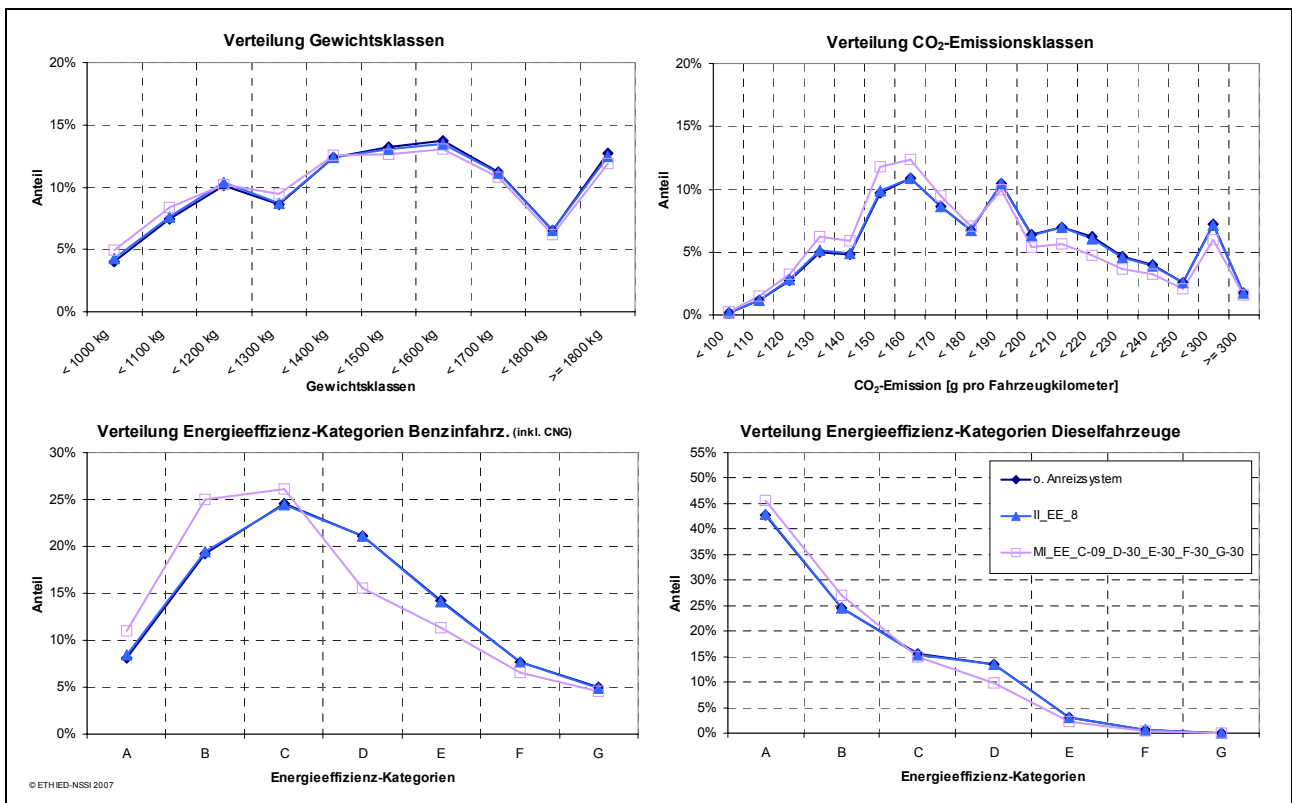 Verteilung Gewichtsklassen
20%
15%
10%
5%
0%
Anteil
< 1000 kg
< 1100 kg
< 1200 kg
< 1300 kg
< 1400 kg
< 1500 kg
< 1600 kg
< 1700 kg
< 1800 kg
>= 1800 kg
Gewichtsklassen
Verteilung CO₂-Emissionsklassen
20%
15%
10%
5%
0%
Anteil
< 100
< 110
< 120
< 130
< 140
< 150
< 160
< 170
< 180
< 190
< 200
< 210
< 220
< 230
< 240
< 250
< 300
>= 300
CO₂-Emission [g pro Fahrzeugkilometer]
Verteilung Energieeffizienz-Kategorien Benzinfahrz. (inkl. CNG)
30%
25%
20%
15%
10%
5%
0%
Anteil
A B C D E F G
Energieeffizienz-Kategorien
© ETH IED-NSSI 2007
Verteilung Energieeffizienz-Kategorien Dieselfahrzeuge
55%
50%
45%
40%
35%
30%
25%
20%
15%
10%
5%
0%
Anteil
o. Anreizsystem
II_EE_8
MI_EE_C-09_D-30_E-30_F-30_G-30
A B C D E F G
Energieeffizienz-Kategorien